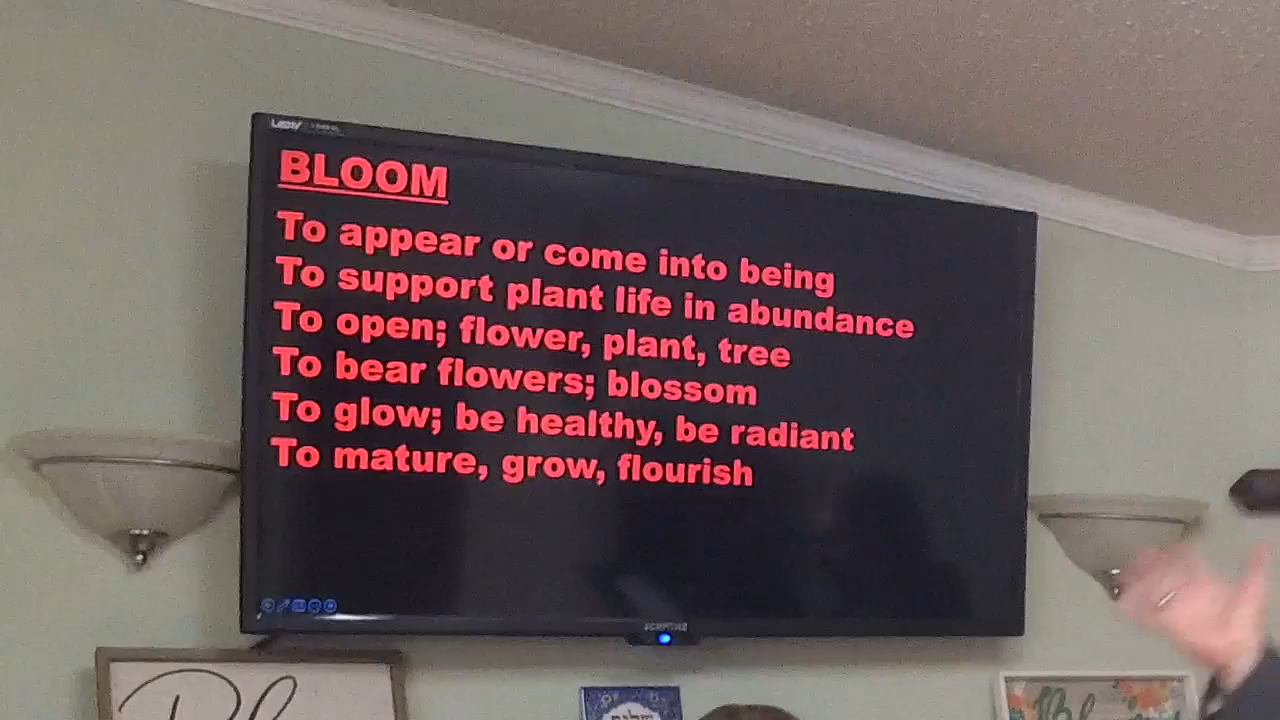 BLOOM
To appear or come into being
To support plant life in abundance
To open; flower, plant, tree
To bear flowers; blossom
To glow; be healthy, be radiant
To mature, grow, flourish
SCEPTRE